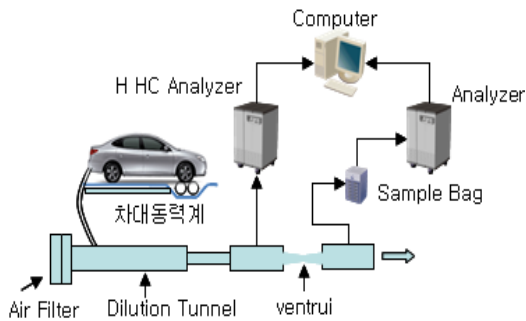 Computer
H HC Analyzer
Analyzer
Sample Bag
차대동력계
Air Filter
Dilution Tunnel
ventrui